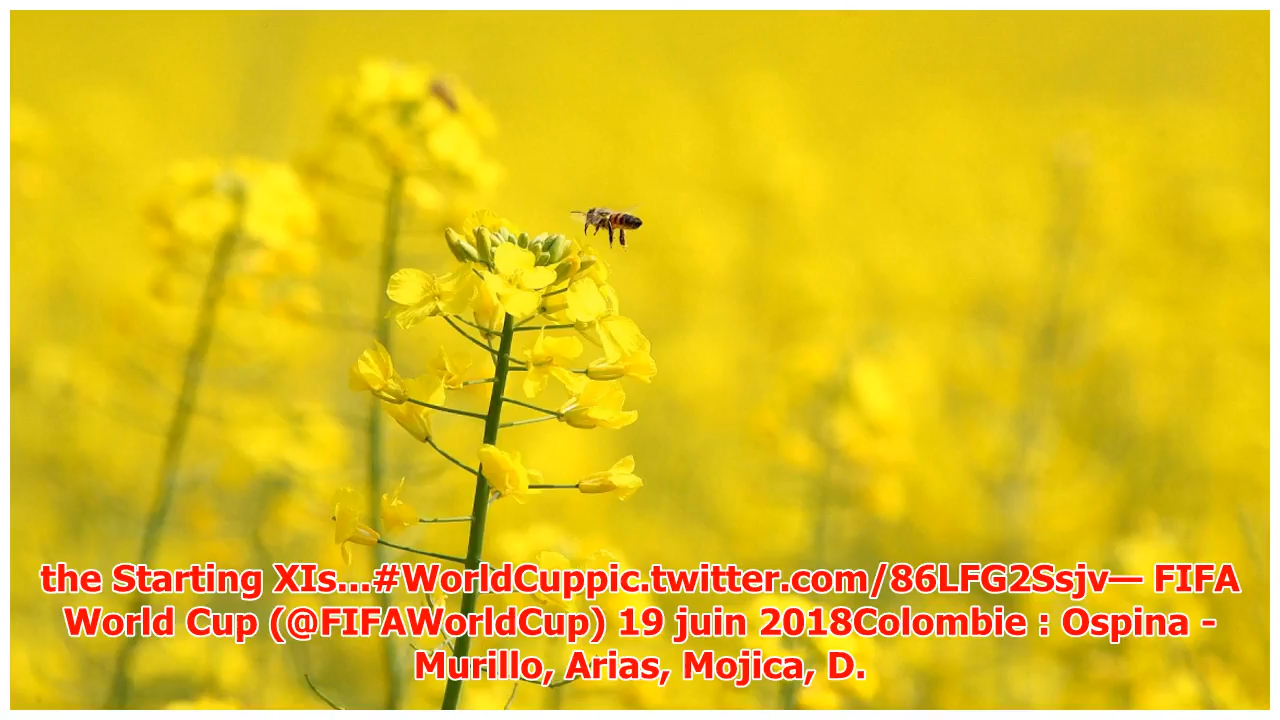 the Starting XIs...#WorldCuppic.twitter.com/86LFG2Ssjv— FIFA
World Cup (@FIFAWorldCup) 19 juin 2018Colombie : Ospina -
Murillo, Arias, Mojica, D.